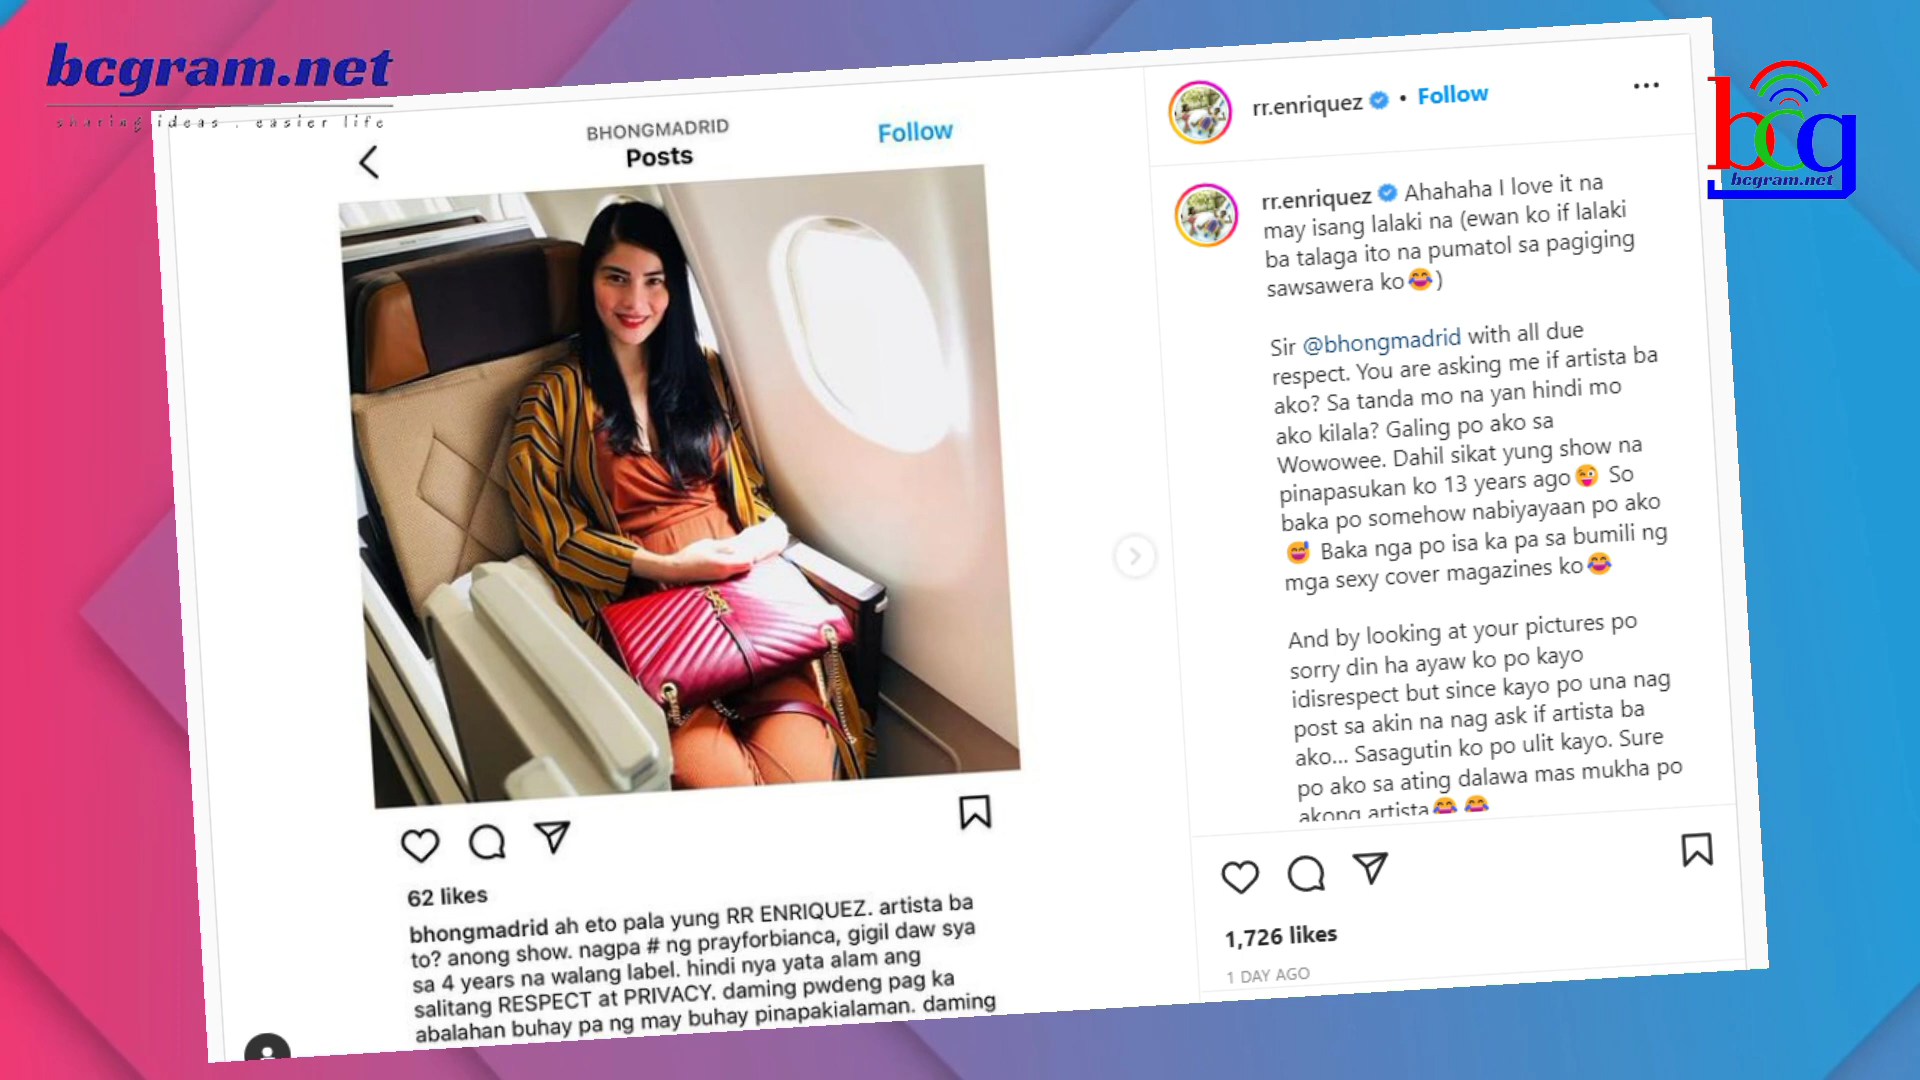 bcgram.net
sharing ideas . easier life
BHONGMADRID
Posts
Follow
62 likes
bhongmadrid ah eto pala yung RR ENRIQUEZ. artista ba
to? anong show. nagpa # ng prayforbianca, gigil daw sya
sa 4 years na walang label. hindi nya yata alam ang
salitang RESPECT at PRIVACY. daming pwdeng pag ka
abalahan buhay pa ng may buhay pinapakialaman. daming
rr.enriquez • Follow
rr.enriquez Ahahaha I love it na
may isang lalaki na (ewan ko if lalaki
ba talaga ito na pumatol sa pagiging
sawsawera ko😂)
Sir @bhongmadrid with all due
respect. You are asking me if artista ba
ako? Sa tanda mo na yan hindi mo
ako kilala? Galing po ako sa
Wowowee. Dahil sikat yung show na
pinapasukan ko 13 years ago😜 So
baka po somehow nabiyayaan po ako
😅 Baka nga po isa ka pa sa bumili ng
mga sexy cover magazines ko😂
And by looking at your pictures po
sorry din ha ayaw ko po kayo
idisrespect but since kayo po una nag
post sa akin na nag ask if artista ba
ako... Sasagutin ko po ulit kayo. Sure
po ako sa ating dalawa mas mukha po
akong artista😂 😂
1,726 likes
1 DAY AGO
bcg
bcgram.net